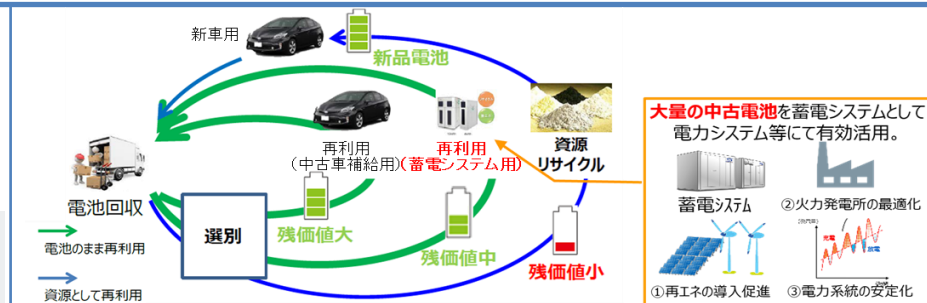 新車用
新品電池
再利用
（中古車補給用）
再利用
（蓄電システム用）
資源
リサイクル
電池回収
選別
残価値大
残価値中
残価値小
電池のまま再利用
資源として再利用
大量の中古電池を蓄電システムとして
電力システム等にて有効活用。
蓄電システム
②火力発電所の最適化
①再エネの導入促進
充電
放電
③電力系統の安定化